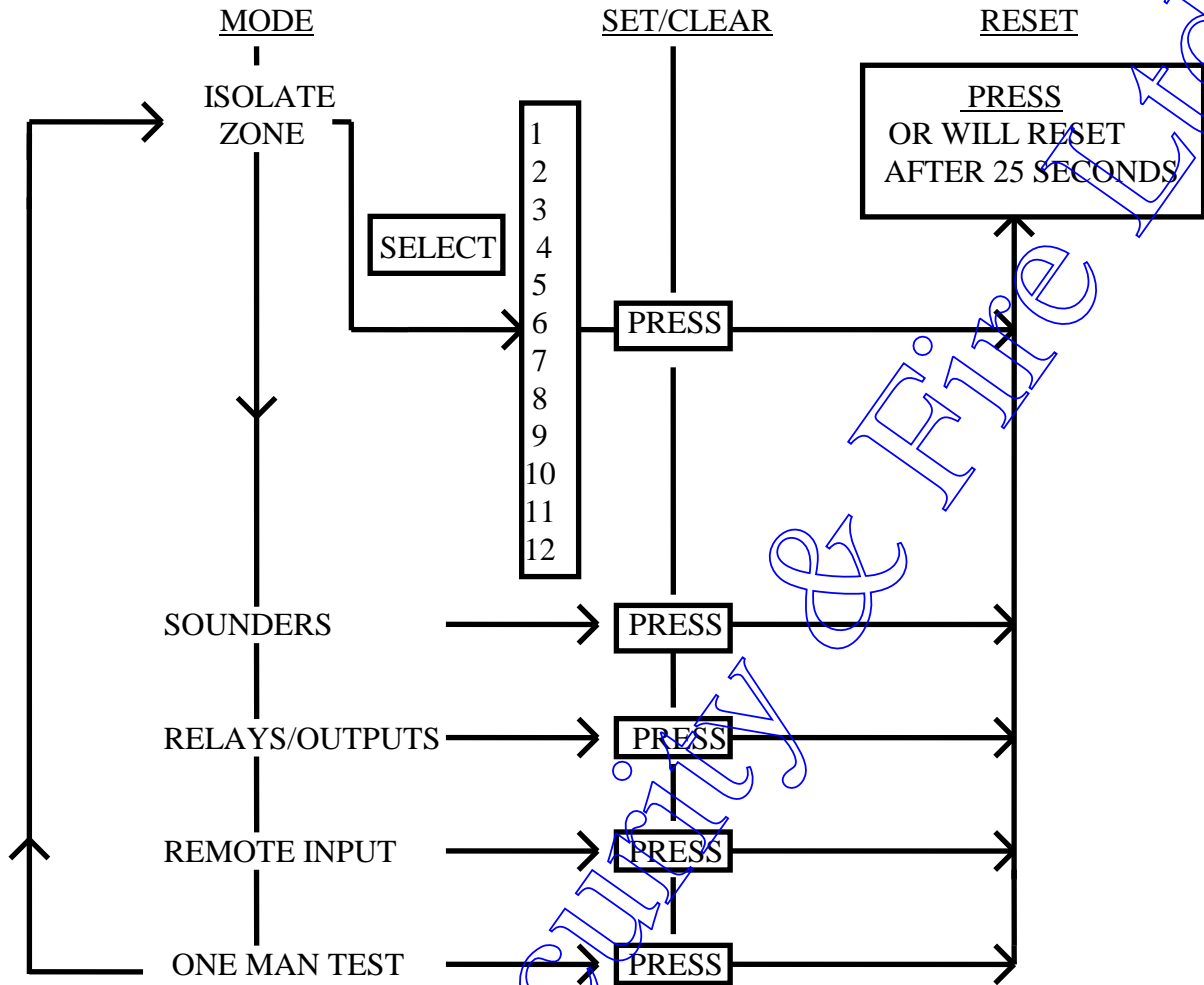 MODE
SET/CLEAR
RESET
ISOLATE
ZONE
SELECT
1
2
3
4
5
6
7
8
9
10
11
12
PRESS
PRESS
OR WILL RESET
AFTER 25 SECONDS
SOUNDERS
PRESS
RELAYS/OUTPUTS
PRESS
REMOTE INPUT
PRESS
ONE MAN TEST
PRESS
& Fire